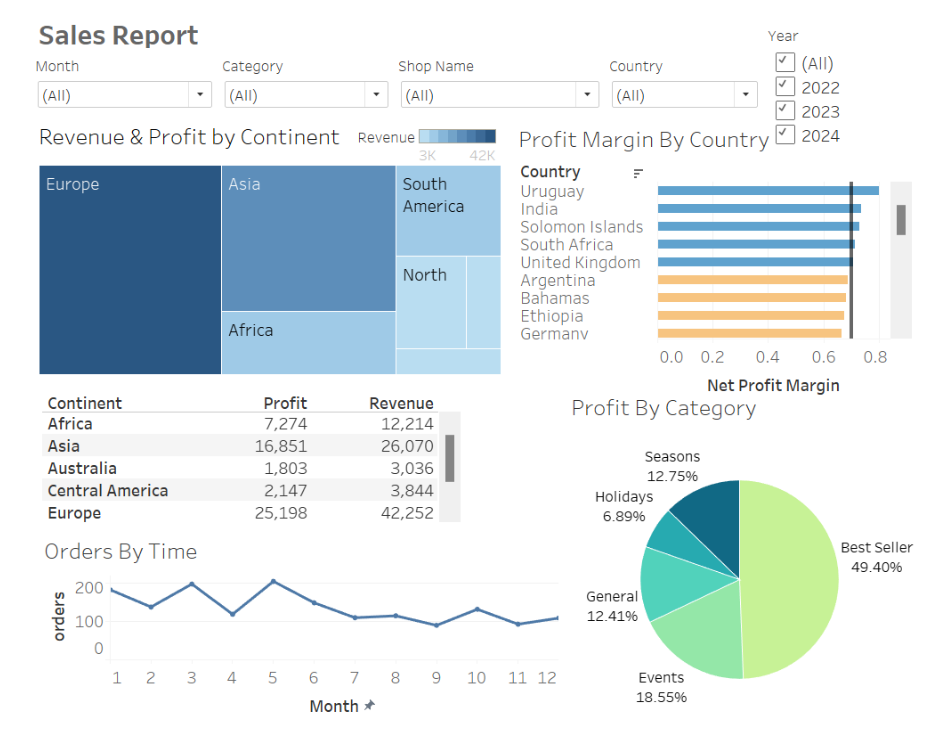 Sales Report
Year
Month Category Shop Name Country
(All) (All) (All) (All)
(All)
2022
2023
2024
Revenue & Profit by Continent
Revenue
3K 42K
Europe
Asia
South
America
North
Africa
Profit Margin By Country
Country
Uruguay
India
Solomon Islands
South Africa
United Kingdom
Argentina
Bahamas
Ethiopia
Germany
0.0 0.2 0.4 0.6 0.8
Net Profit Margin
Continent Profit Revenue
Africa 7,274 12,214
Asia 16,851 26,070
Australia 1,803 3,036
Central America 2,147 3,844
Europe 25,198 42,252
Profit By Category
Seasons
12.75%
Holidays
6.89%
Best Seller
49.40%
General
12.41%
Events
18.55%
Orders By Time
orders
200
100
0
1 2 3 4 5 6 7 8 9 10 11 12
Month